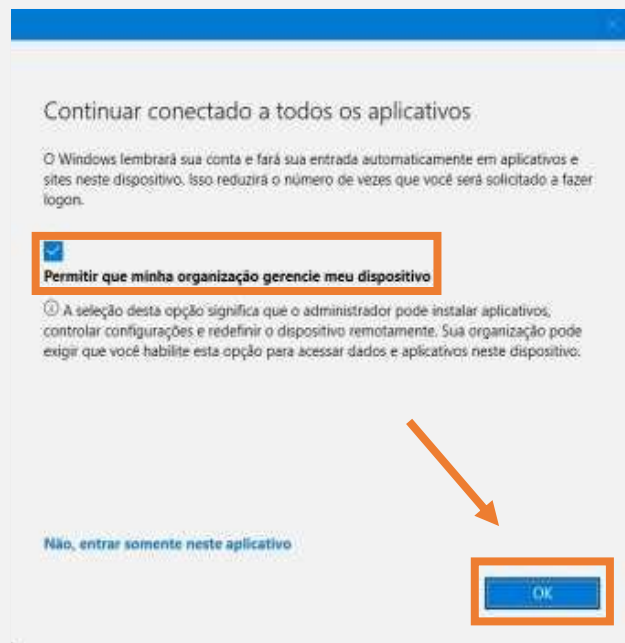 Continuar conectado a todos os aplicativos
O Windows lembrará sua conta e fará sua entrada automaticamente em aplicativos e
sites neste dispositivo. Isso reduzirá o número de vezes que você será solicitado a fazer
logon.
Permitir que minha organização gerencie meu dispositivo
A seleção desta opção significa que o administrador pode instalar aplicativos,
controlar configurações e redefinir o dispositivo remotamente. Sua organização pode
exigir que você habilite esta opção para acessar dados e aplicativos neste dispositivo.
Não, entrar somente neste aplicativo
OK